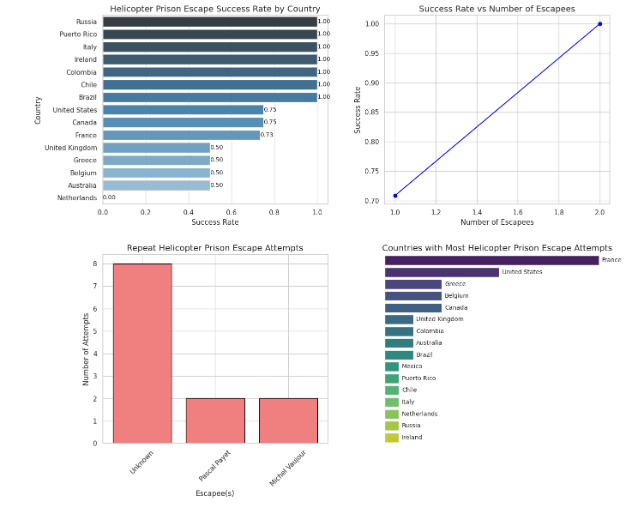 Helicopter Prison Escape Success Rate by Country
Country
Russia 1.00
Puerto Rico 1.00
Italy 1.00
Ireland 1.00
Colombia 1.00
Chile 1.00
Brazil 1.00
United States 0.75
Canada 0.75
France 0.73
United Kingdom 0.50
Greece 0.50
Belgium 0.50
Australia 0.50
Netherlands 0.00
0.0 0.2 0.4 0.6 0.8 1.0
Success Rate
Success Rate vs Number of Escapees
Success Rate
1.00
0.95
0.90
0.85
0.80
0.75
0.70
1.0 1.2 1.4 1.6 1.8 2.0
Number of Escapees
Repeat Helicopter Prison Escape Attempts
Number of Attempts
8
7
6
5
4
3
2
1
0
Unknown
Pascal Payet
Michel Vaujour
Escapee(s)
Countries with Most Helicopter Prison Escape Attempts
France
United States
Greece
Belgium
Canada
United Kingdom
Colombia
Australia
Brazil
Mexico
Puerto Rico
Chile
Italy
Netherlands
Russia
Ireland